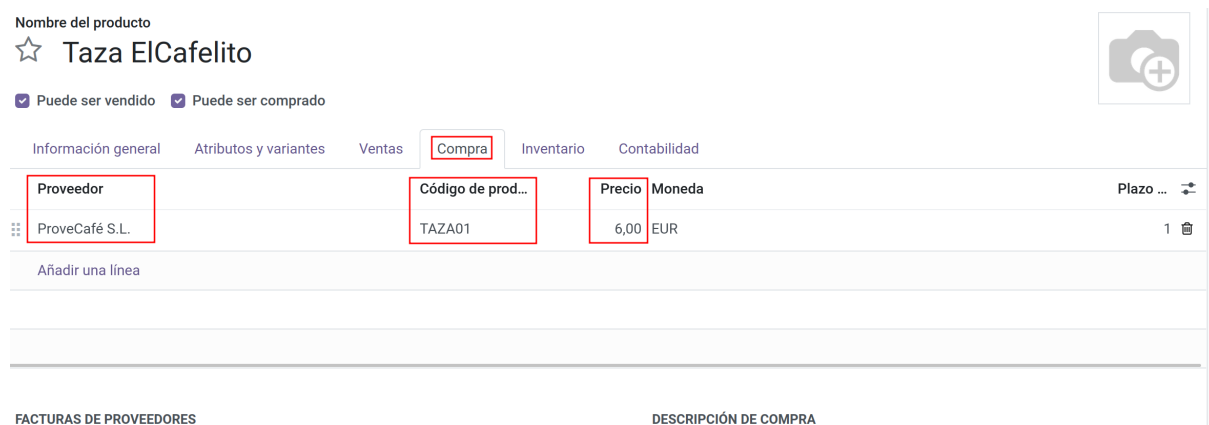 Nombre del producto
Taza ElCafelito
Puede ser vendido Puede ser comprado
Información general Atributos y variantes Ventas Compra Inventario Contabilidad
Proveedor Código de prod... Precio Moneda Plazo ...
ProveCafé S.L. TAZA01 6,00 EUR 1
Añadir una línea
FACTURAS DE PROVEEDORES DESCRIPCIÓN DE COMPRA